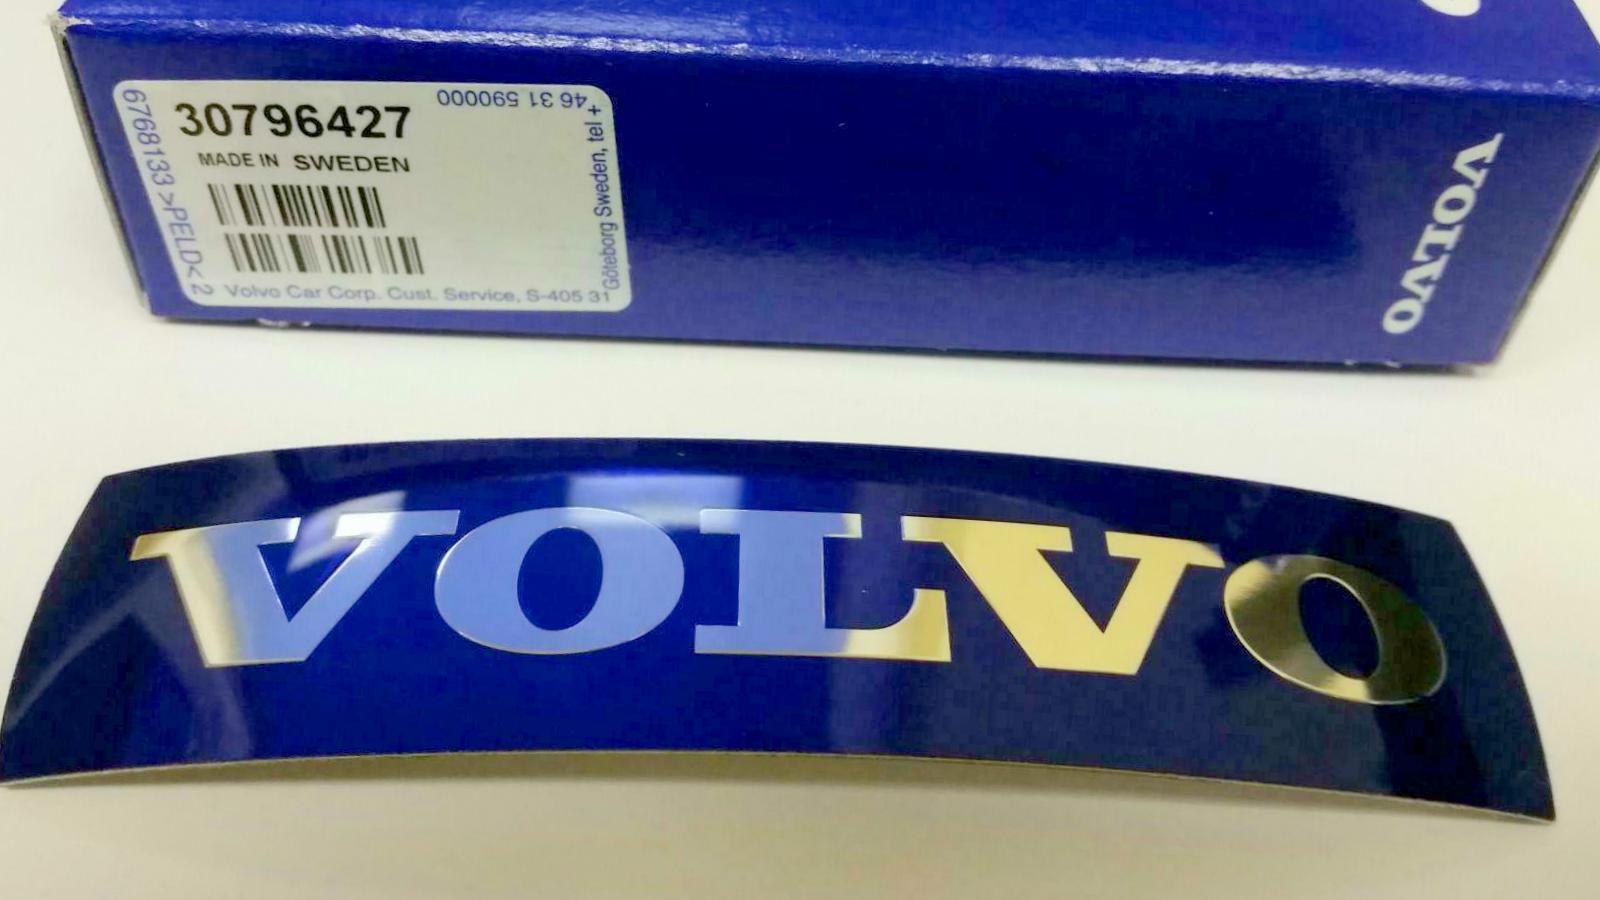 30796427
MADE IN SWEDEN
6768133 >PELD< 2
Volvo Car Corp. Cust. Service, S-405 31
Göteborg Sweden, tel +
46 31 590000
VOLVO
VOLVO